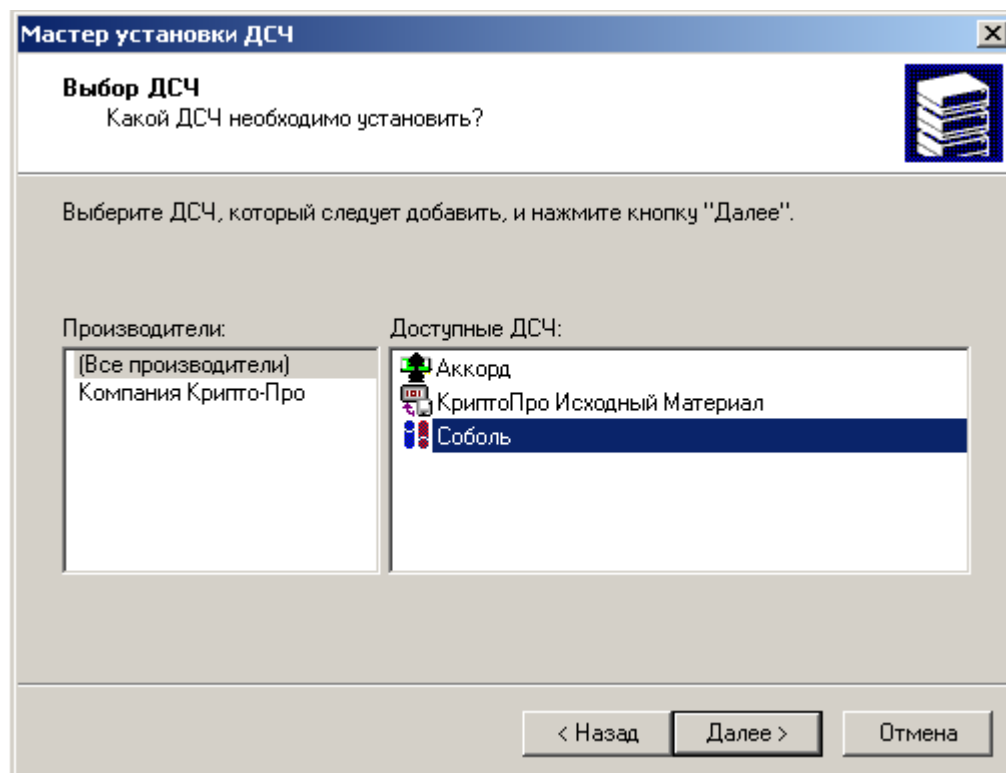 Мастер установки ДСЧ
Выбор ДСЧ
Какой ДСЧ необходимо установить?
Выберите ДСЧ, который следует добавить, и нажмите кнопку "Далее".
Производители:
(Все производители)
Компания Крипто-Про
Доступные ДСЧ:
Аккорд
КриптоПро Исходный Материал
Соболь
< Назад
Далее >
Отмена